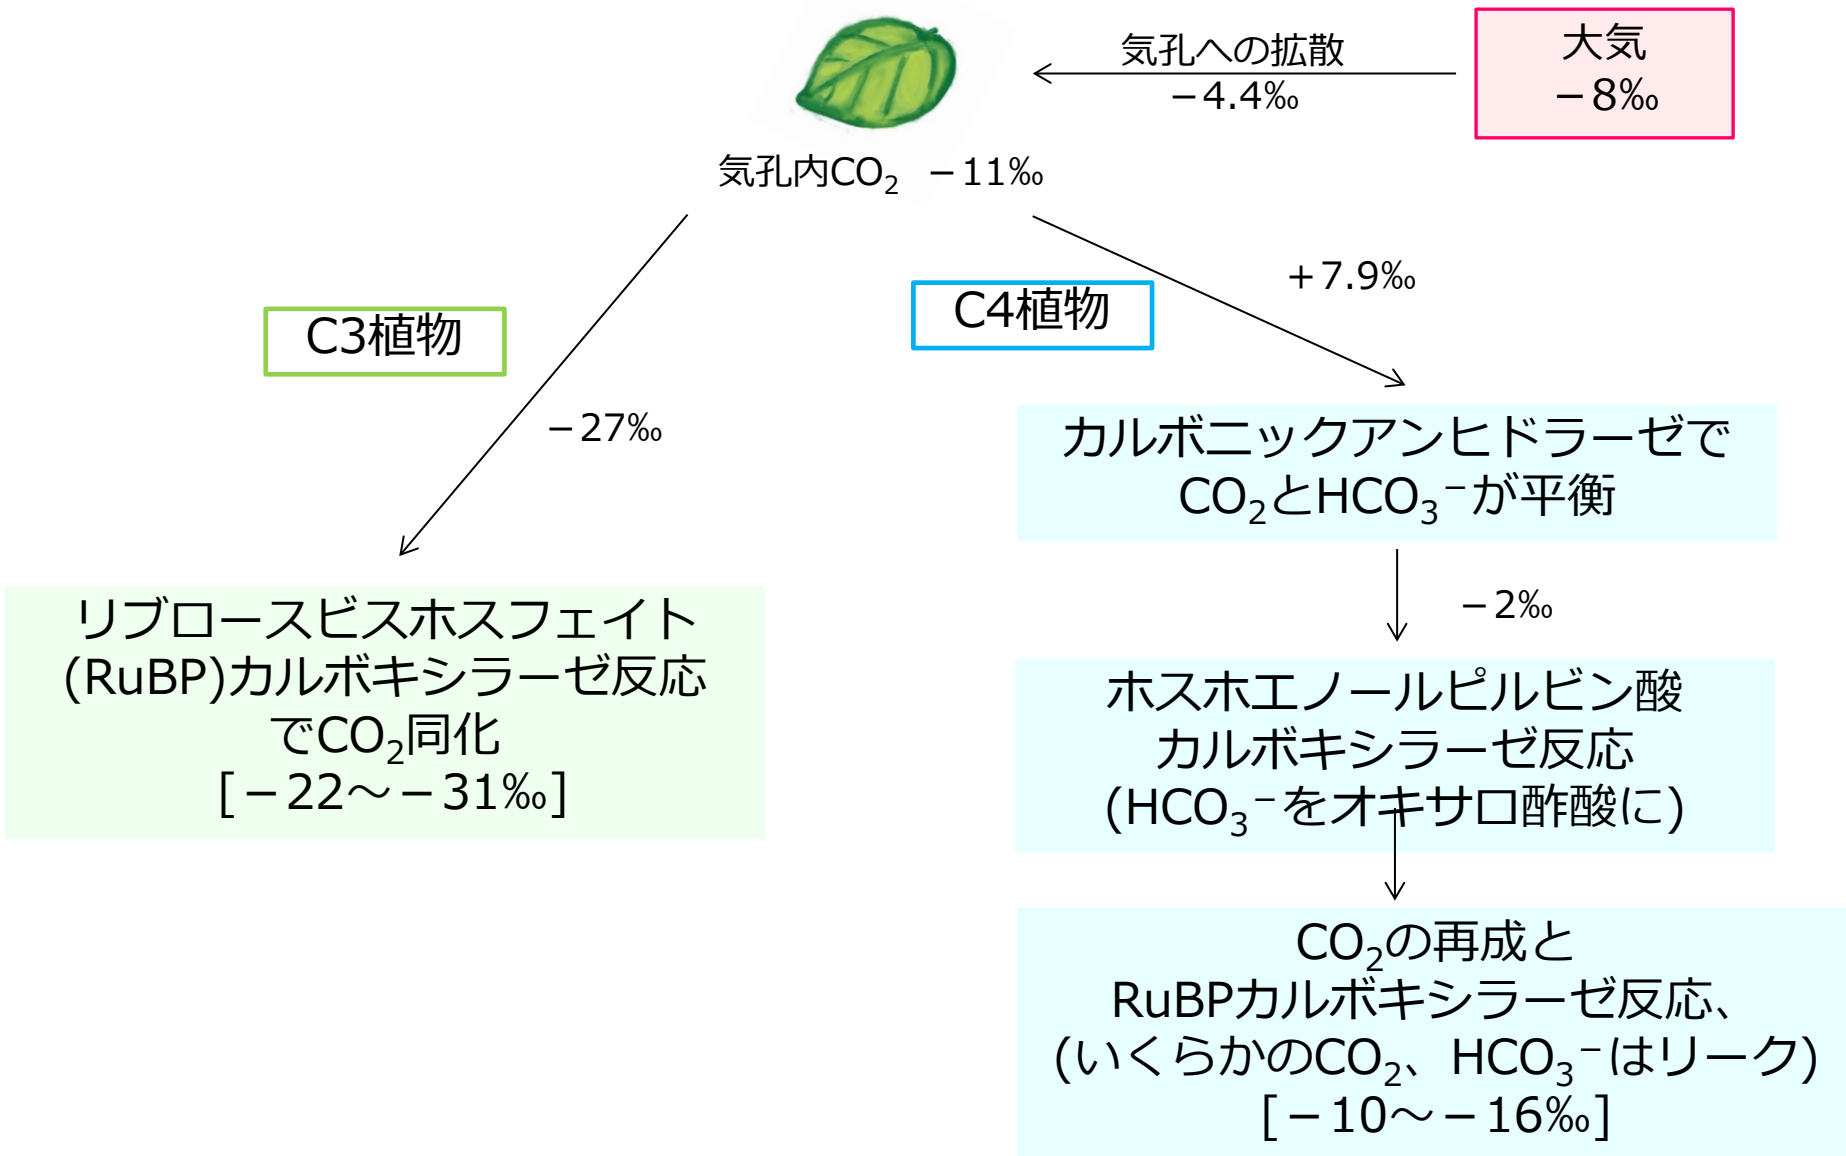 大気
−8‰
気孔への拡散
−4.4‰
気孔内CO₂ −11‰
C3植物
−27‰
リブロースビスホスフェイト
(RuBP)カルボキシラーゼ反応
でCO₂同化
[−22～−31‰]
C4植物
+7.9‰
カルボニックアンヒドラーゼで
CO₂とHCO₃⁻が平衡
−2‰
ホスホエノールピルビン酸
カルボキシラーゼ反応
(HCO₃⁻をオキサロ酢酸に)
CO₂の再成と
RuBPカルボキシラーゼ反応、
(いくらかのCO₂、HCO₃⁻はリーク)
[−10～−16‰]